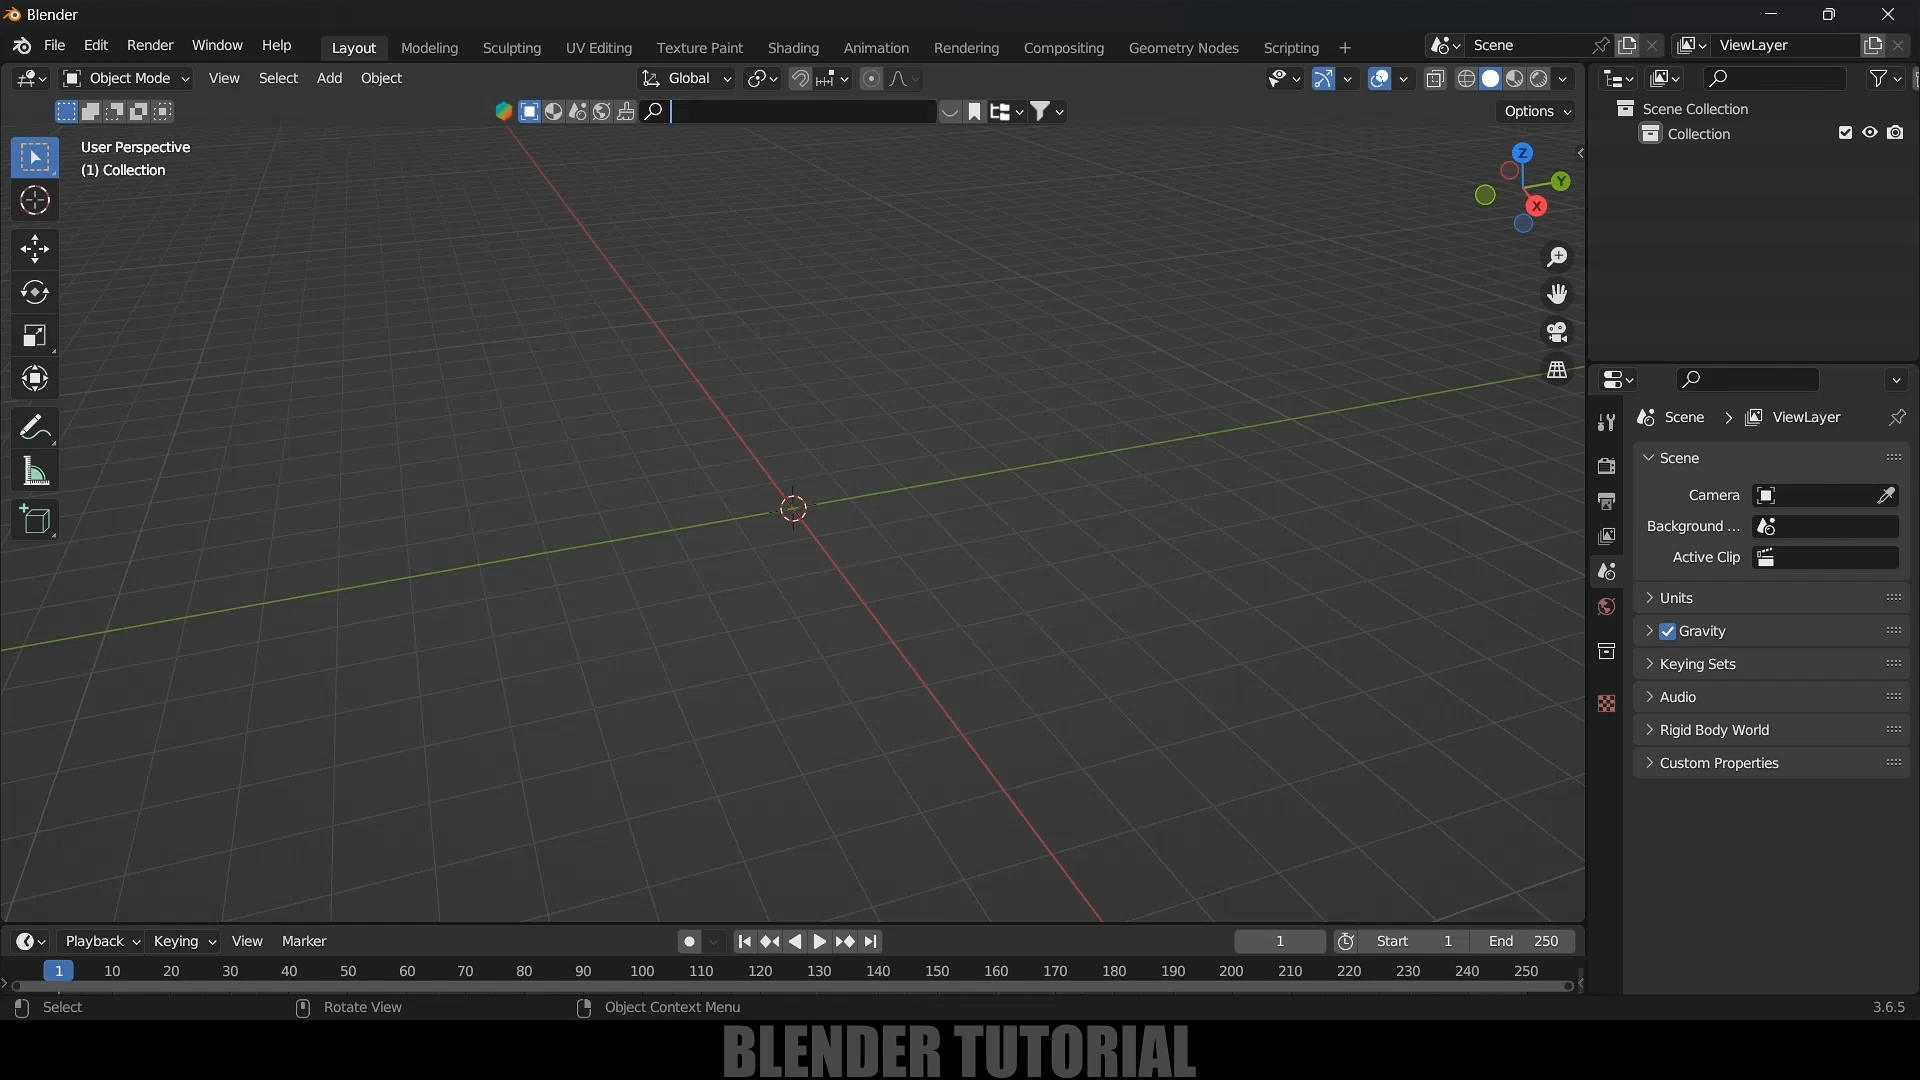 Blender
File Edit Render Window Help Layout Modeling Sculpting UV Editing Texture Paint Shading Animation Rendering Compositing Geometry Nodes Scripting + Scene ViewLayer
Object Mode View Select Add Object Global
Options
User Perspective
(1) Collection
Z
Y
X
Scene Collection
Collection
Scene > ViewLayer
Scene
Camera
Background ...
Active Clip
Units
Gravity
Keying Sets
Audio
Rigid Body World
Custom Properties
Playback Keying View Marker 1 Start 1 End 250
1 10 20 30 40 50 60 70 80 90 100 110 120 130 140 150 160 170 180 190 200 210 220 230 240 250
Select Rotate View Object Context Menu 3.6.5
BLENDER TUTORIAL